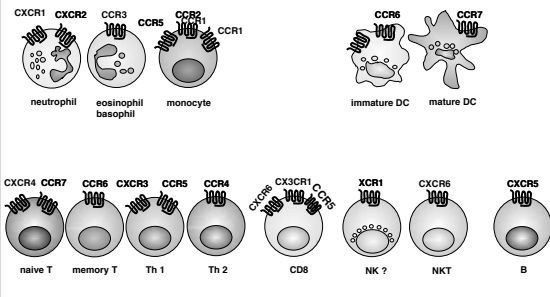 CXCR1 CXCR2 CCR3 CCR5 CCR2 CCR1 CCR1
neutrophil eosinophil basophil monocyte
CCR6 CCR7
immature DC mature DC
CXCR4 CCR7 CCR6 CXCR3 CCR5 CCR4 CXCR6 CX3CR1 CCR5 XCR1 CXCR6 CXCR5
naive T memory T Th 1 Th 2 CD8 NK ? NKT B